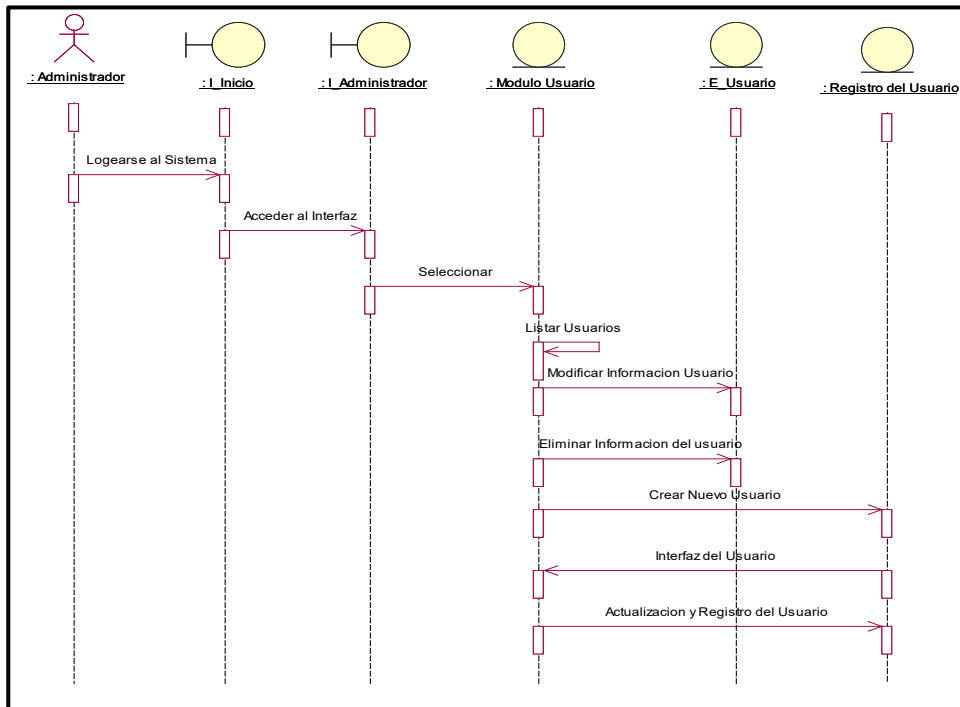 : Administrador
: I_Inicio
: I_Administrador
: Modulo Usuario
: E_Usuario
: Registro del Usuario
Logearse al Sistema
Acceder al Interfaz
Seleccionar
Listar Usuarios
Modificar Informacion Usuario
Eliminar Informacion del usuario
Crear Nuevo Usuario
Interfaz del Usuario
Actualizacion y Registro del Usuario